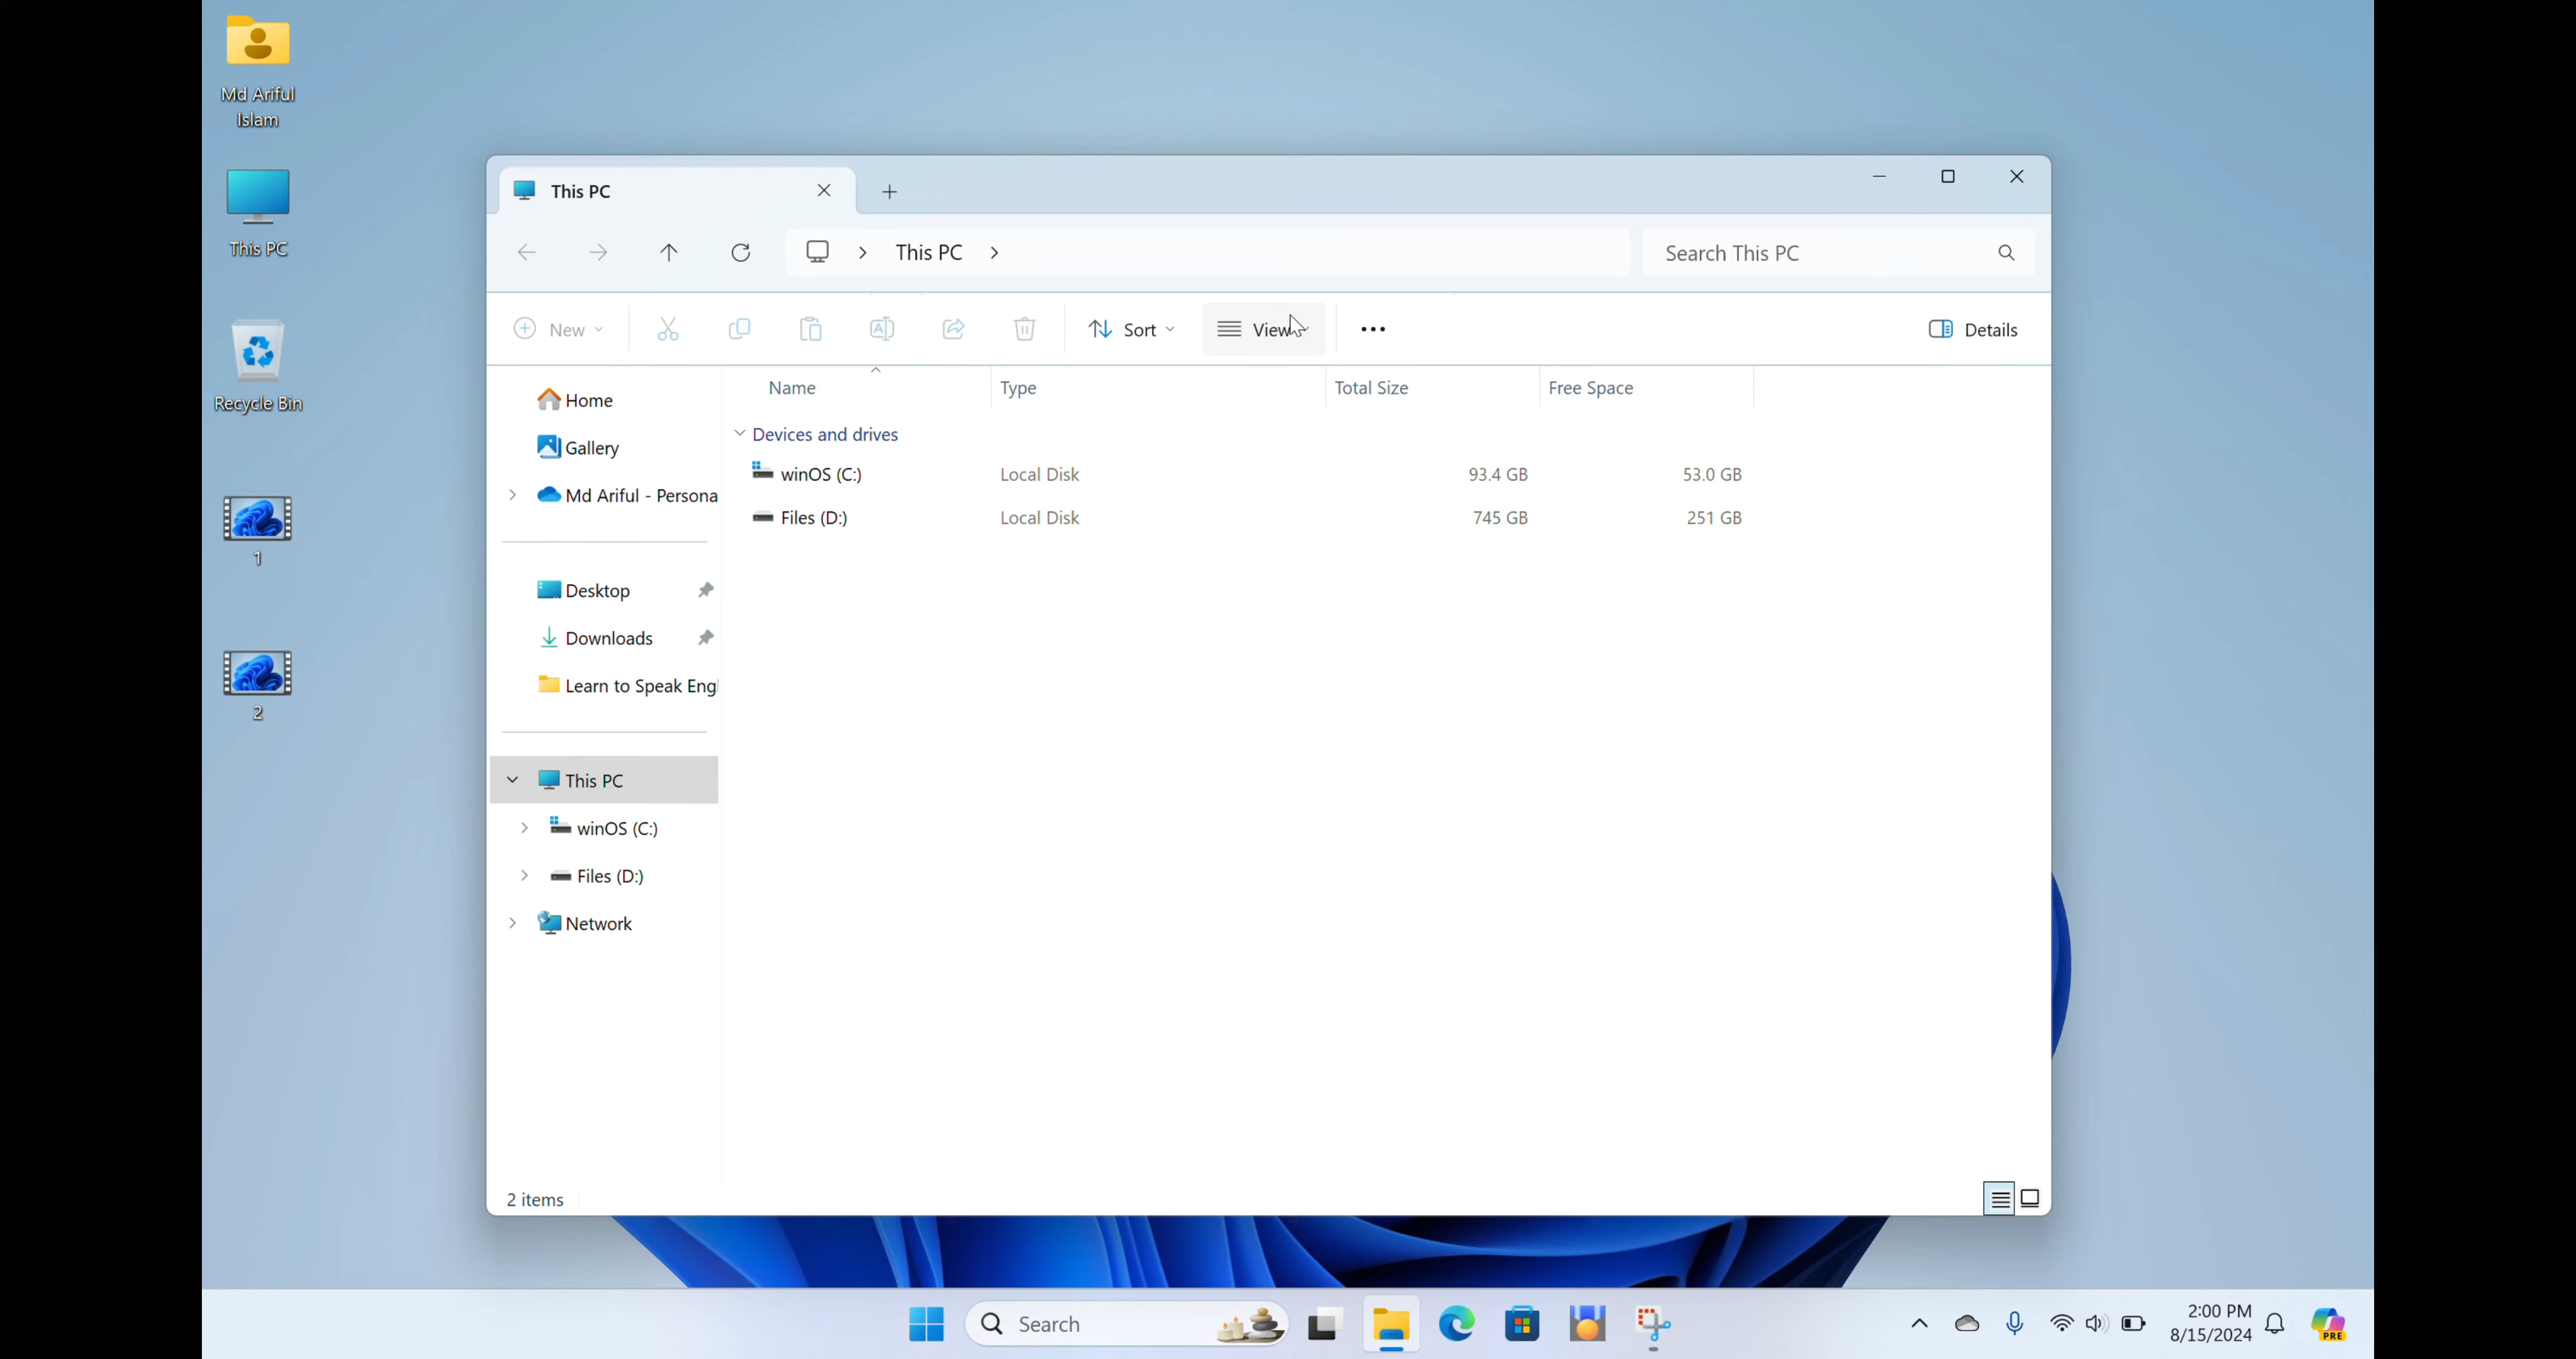 Md Ariful
Islam
This PC
Recycle Bin
1
2
This PC
This PC
Search This PC
New
Sort
View
Details
Name Type Total Size Free Space
Devices and drives
winOS (C:) Local Disk 93.4 GB 53.0 GB
Files (D:) Local Disk 745 GB 251 GB
Home
Gallery
Md Ariful - Persona
Desktop
Downloads
Learn to Speak Engl
This PC
winOS (C:)
Files (D:)
Network
2 items
Search
2:00 PM
8/15/2024
PRE